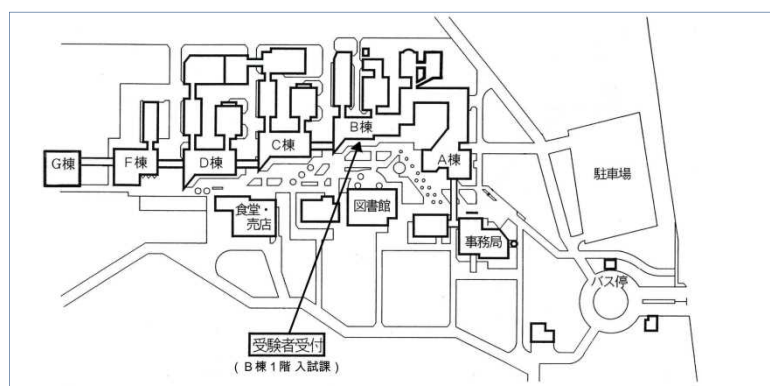 B棟
C棟
A棟
G棟
F棟
D棟
駐車場
食堂・
売店
図書館
事務局
バス停
受験者受付
(B棟1階 入試課)